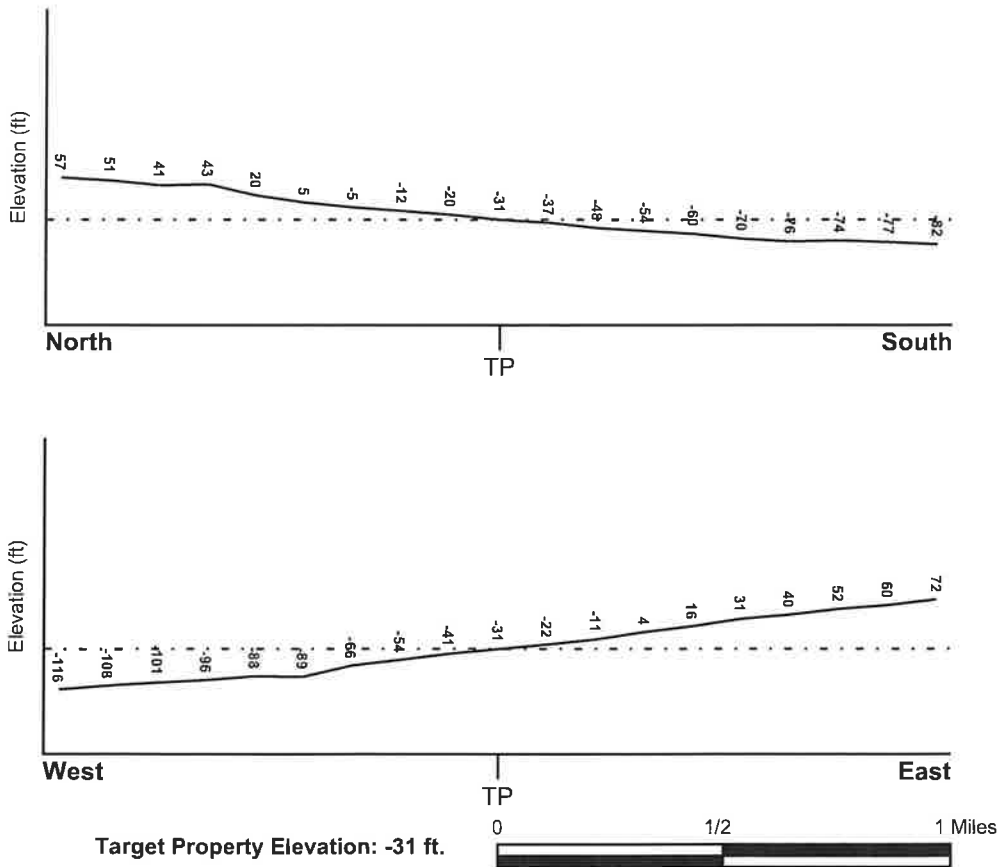 Elevation (ft)
57 51 41 43 20 5 -5 -12 -20 -31 -37 -48 -54 -60 -70 -76 -74 -77 -82
North South
TP
Elevation (ft)
-116 -108 -101 -96 -88 -89 -66 -54 -41 -31 -22 -11 4 16 31 40 52 60 72
West East
TP
Target Property Elevation: -31 ft.
0 1/2 1 Miles